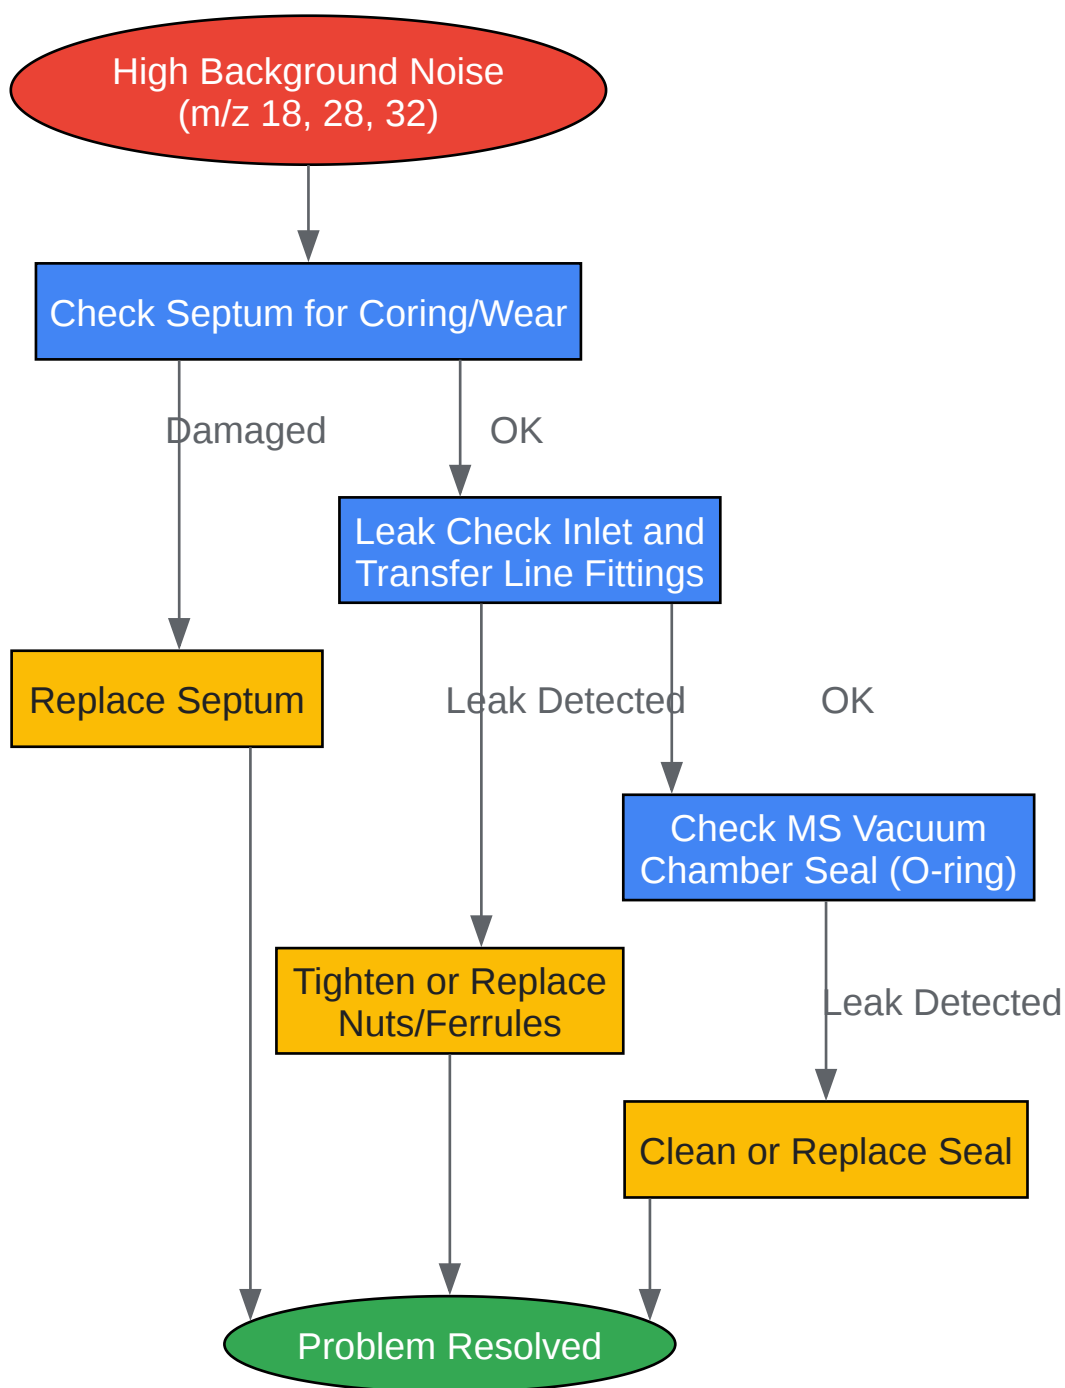 High Background Noise
(m/z 18, 28, 32)
Check Septum for Coring/Wear
Damaged
OK
Leak Check Inlet and
Transfer Line Fittings
Replace Septum
Leak Detected
OK
Check MS Vacuum
Chamber Seal (O-ring)
Tighten or Replace
Nuts/Ferrules
Leak Detected
Clean or Replace Seal
Problem Resolved